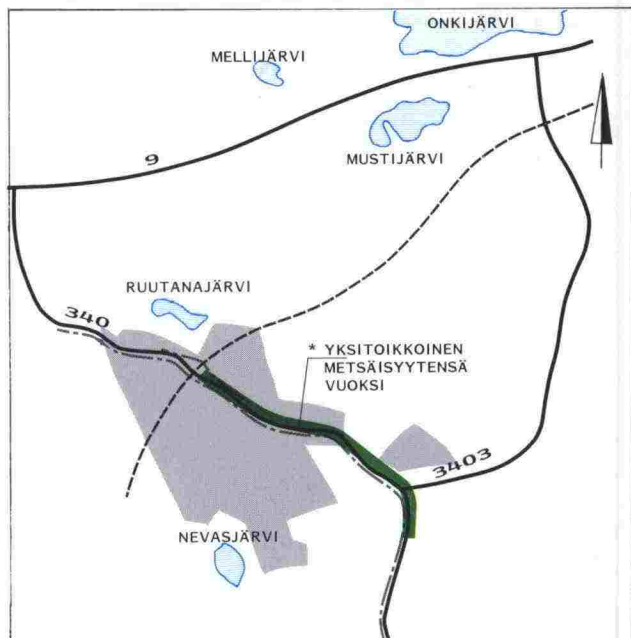 ONKIJÄRVI
MELLIJÄRVI
MUSTIJÄRVI
9
RUUTANAJÄRVI
340
* YKSITOIKKOINEN
METSÄISYYTENSÄ
VUOKSI
3403
NEVASJÄRVI